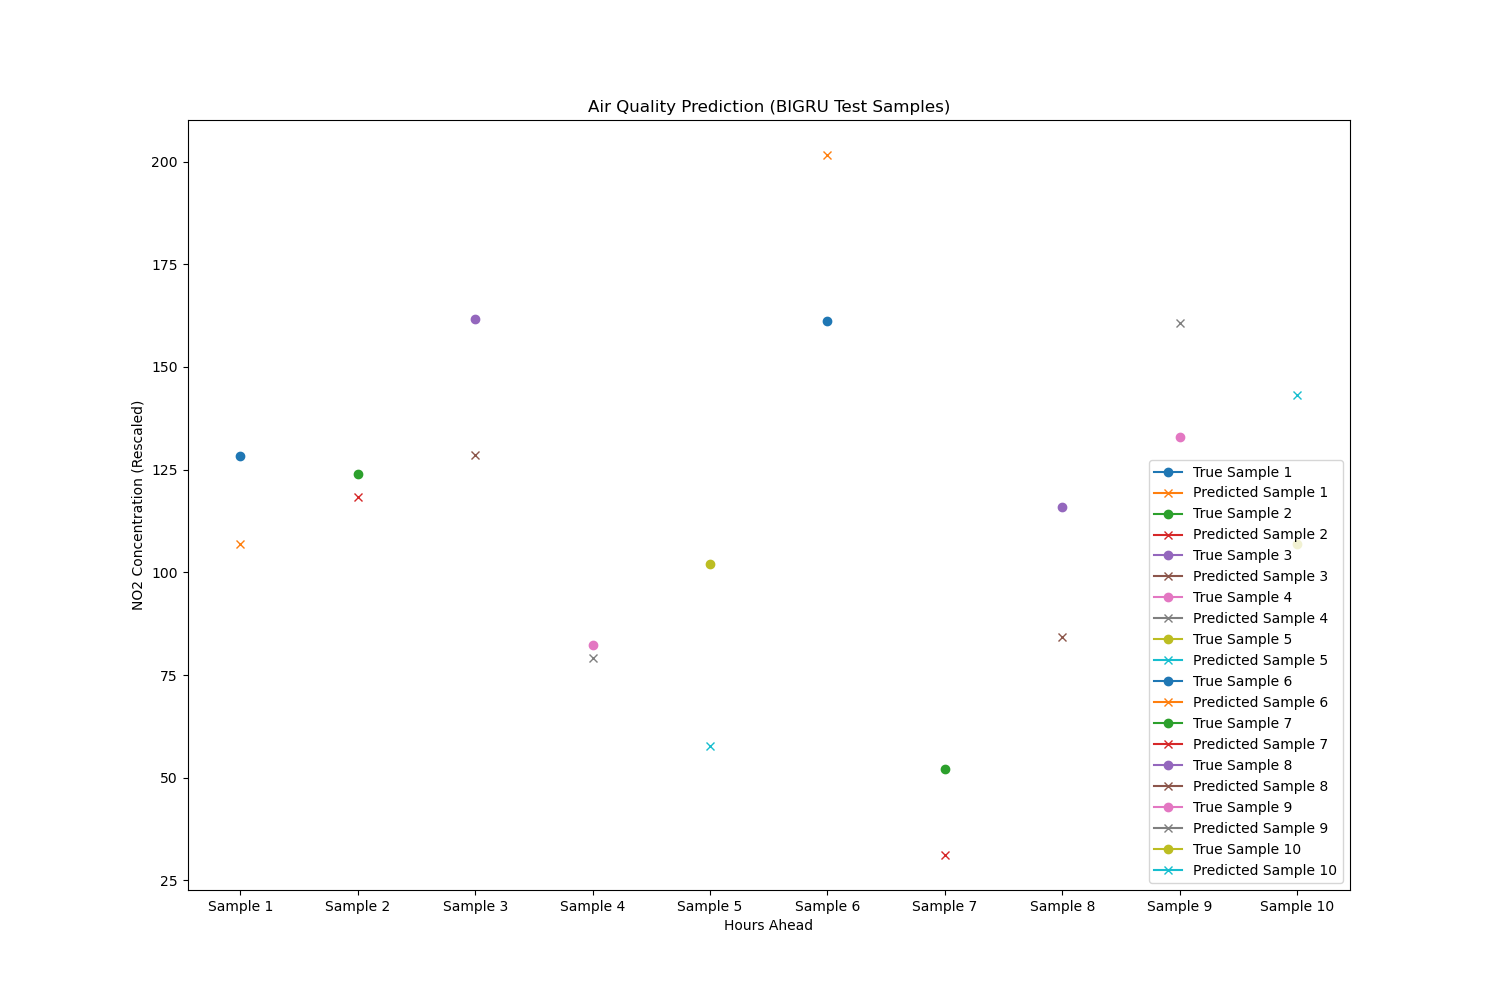 Air Quality Prediction (BIGRU Test Samples)
200
175
150
125
100
75
50
25
NO2 Concentration (Rescaled)
True Sample 1
Predicted Sample 1
True Sample 2
Predicted Sample 2
True Sample 3
Predicted Sample 3
True Sample 4
Predicted Sample 4
True Sample 5
Predicted Sample 5
True Sample 6
Predicted Sample 6
True Sample 7
Predicted Sample 7
True Sample 8
Predicted Sample 8
True Sample 9
Predicted Sample 9
True Sample 10
Predicted Sample 10
Sample 1 Sample 2 Sample 3 Sample 4 Sample 5 Sample 6 Sample 7 Sample 8 Sample 9 Sample 10
Hours Ahead